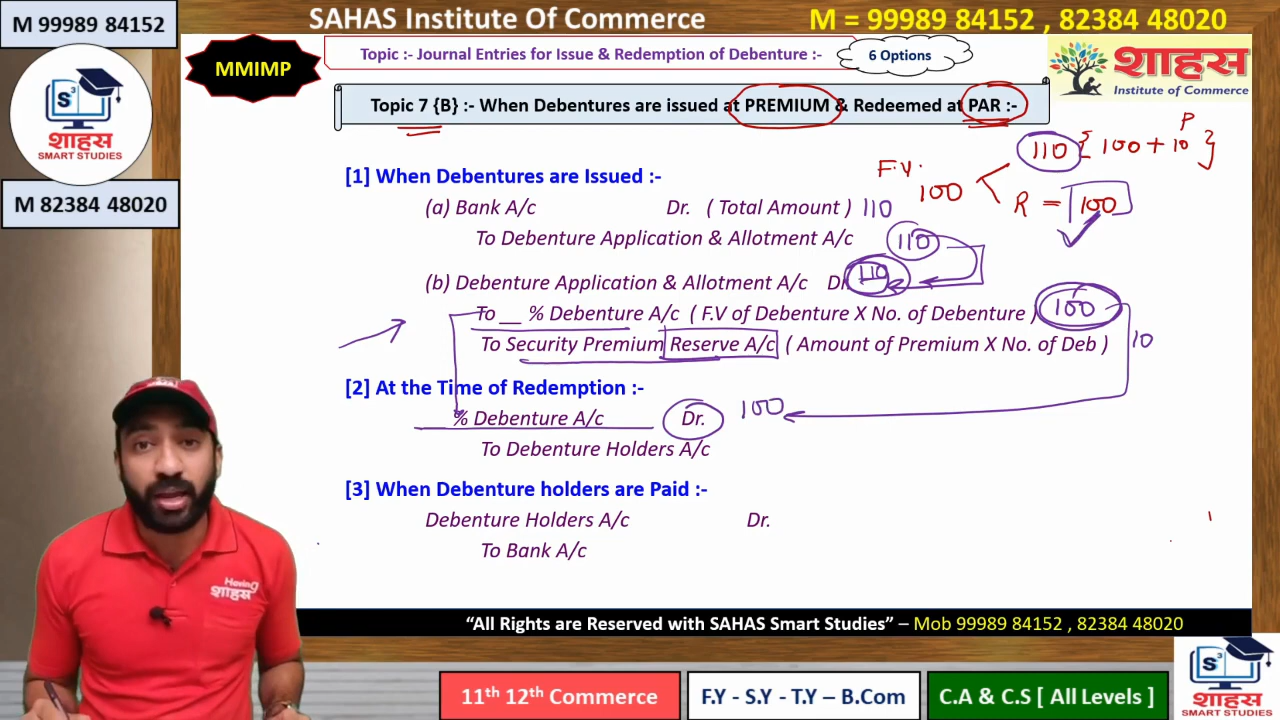 M 99989 84152
SAHAS Institute Of Commerce
M = 99989 84152 , 82384 48020
MMIMP
Topic :- Journal Entries for Issue & Redemption of Debenture :-
6 Options
शाहस
Institute of Commerce
S³
शाहस
SMART STUDIES
M 82384 48020
Topic 7 {B} :- When Debentures are issued at PREMIUM & Redeemed at PAR :-
F.V.
100
110 { 100 + 10 }
P
R = 100
[1] When Debentures are Issued :-
(a) Bank A/c Dr. ( Total Amount ) 110
To Debenture Application & Allotment A/c 110
(b) Debenture Application & Allotment A/c 110
To __ % Debenture A/c ( F.V of Debenture X No. of Debenture ) 100
To Security Premium Reserve A/c ( Amount of Premium X No. of Deb ) 10
[2] At the Time of Redemption :-
% Debenture A/c Dr. 100
To Debenture Holders A/c
[3] When Debenture holders are Paid :-
Debenture Holders A/c Dr.
To Bank A/c
Moving
शाहस
“All Rights are Reserved with SAHAS Smart Studies” – Mob 99989 84152 , 82384 48020
11th 12th Commerce
F.Y - S.Y - T.Y – B.Com
C.A & C.S [ All Levels ]
S³
शाहस
SMART STUDIES